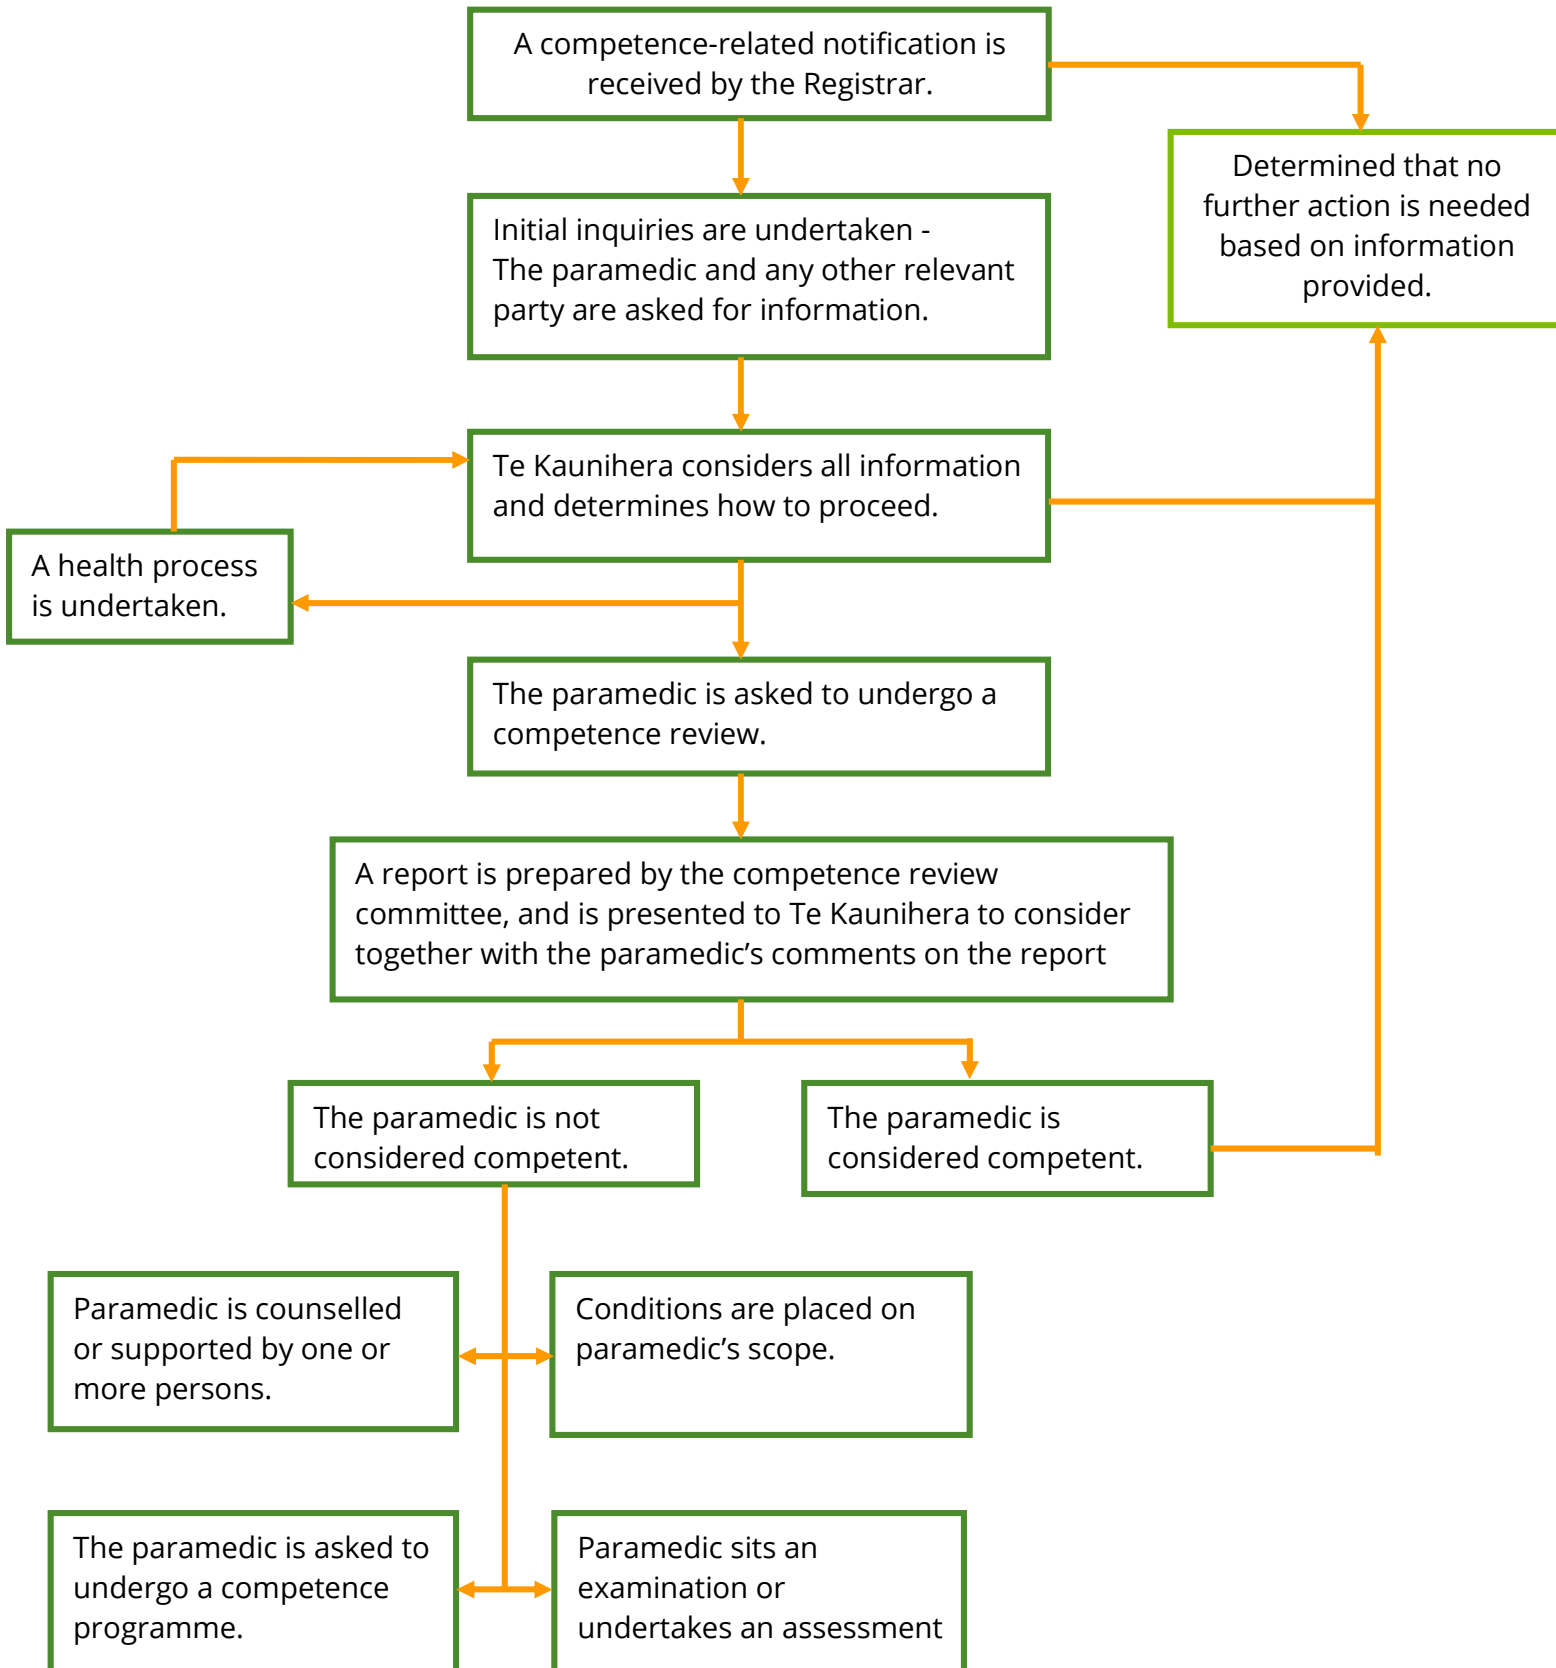 A competence-related notification is
received by the Registrar.
Determined that no
further action is needed
based on information
provided.
Initial inquiries are undertaken -
The paramedic and any other relevant
party are asked for information.
Te Kaunihera considers all information
and determines how to proceed.
A health process
is undertaken.
The paramedic is asked to undergo a
competence review.
A report is prepared by the competence review
committee, and is presented to Te Kaunihera to consider
together with the paramedic’s comments on the report
The paramedic is not
considered competent.
The paramedic is
considered competent.
Paramedic is counselled
or supported by one or
more persons.
Conditions are placed on
paramedic’s scope.
The paramedic is asked to
undergo a competence
programme.
Paramedic sits an
examination or
undertakes an assessment